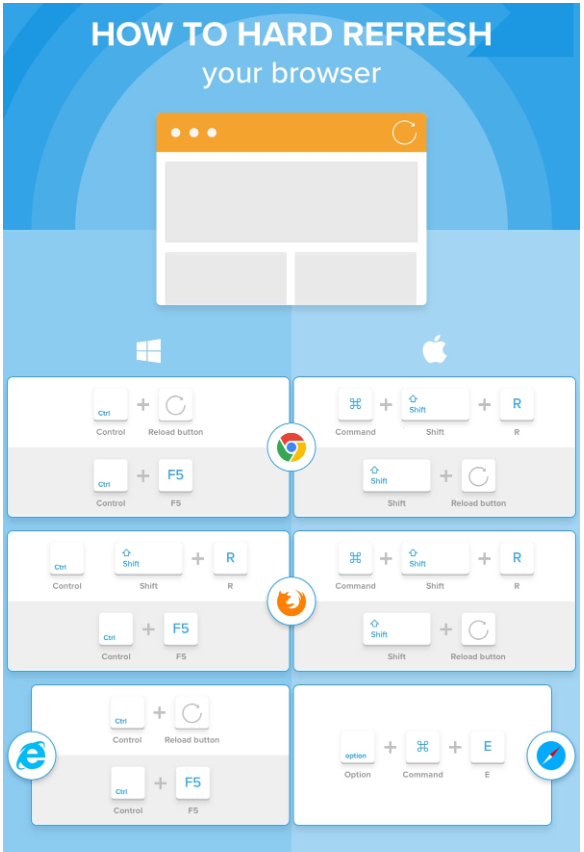 HOW TO HARD REFRESH
your browser
Ctrl + 
Control Reload button
Ctrl + F5
Control F5
⌘ + Shift + R
Command Shift R
Shift +
Shift Reload button
Ctrl Shift + R
Control Shift R
Ctrl + F5
Control F5
⌘ + Shift + R
Command Shift R
Shift +
Shift Reload button
Ctrl +
Control Reload button
Ctrl + F5
Control F5
option + ⌘ + E
Option Command E